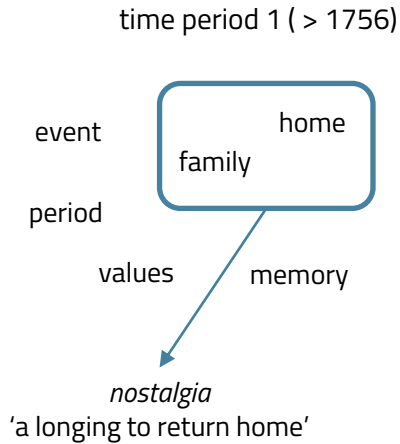 time period 1 ( > 1756)
home
event
family
period
values
memory
nostalgia
‘a longing to return home’